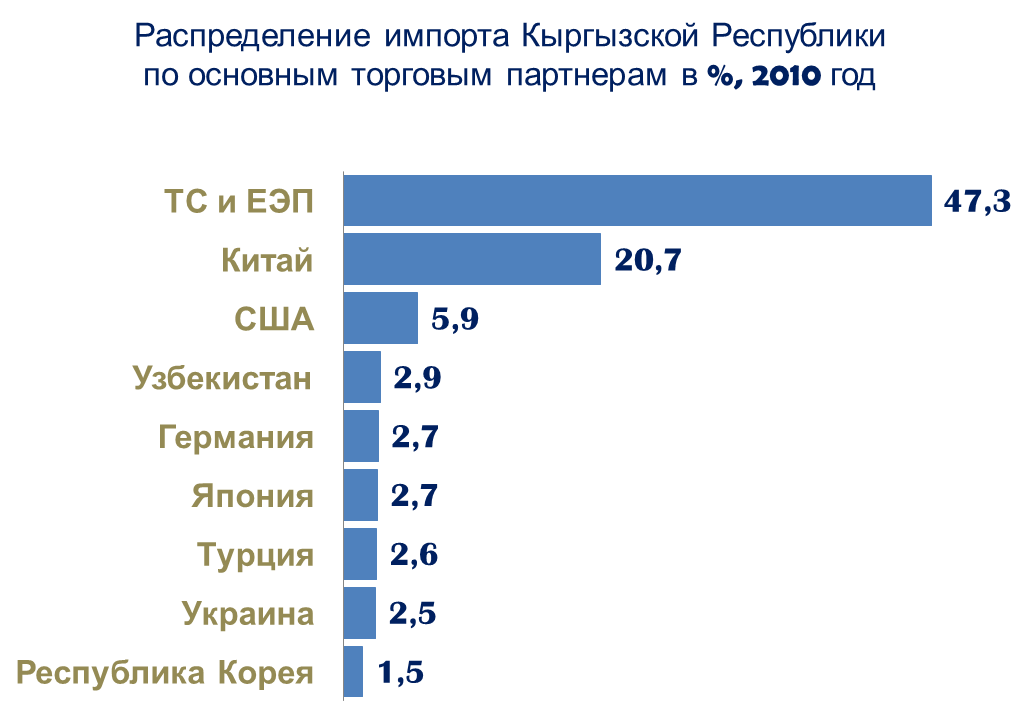 Распределение импорта Кыргызской Республики
по основным торговым партнерам в %, 2010 год
ТС и ЕЭП 47,3
Китай 20,7
США 5,9
Узбекистан 2,9
Германия 2,7
Япония 2,7
Турция 2,6
Украина 2,5
Республика Корея 1,5